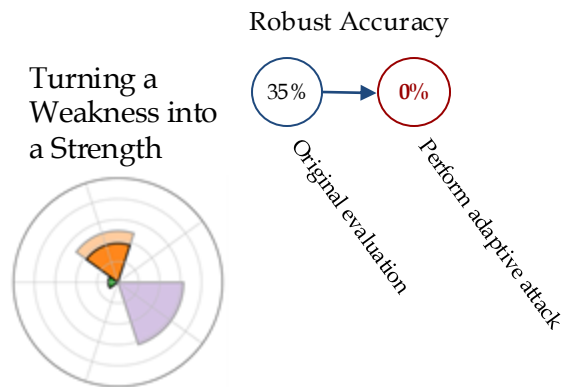 Robust Accuracy
Turning a
Weakness into
a Strength
35%
0%
Original evaluation
Perform adaptive attack